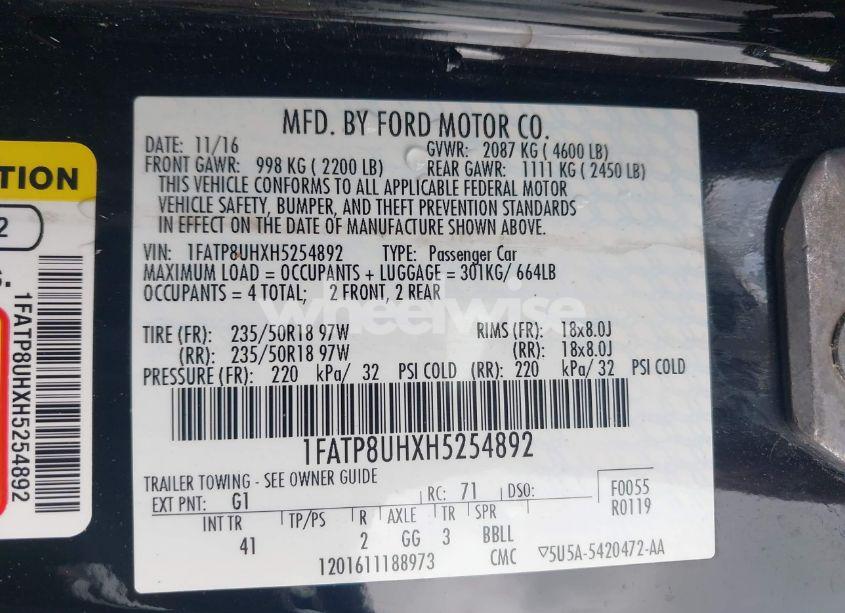 MFD. BY FORD MOTOR CO.
DATE: 11/16 GVWR: 2087 KG ( 4600 LB)
FRONT GAWR: 998 KG ( 2200 LB) REAR GAWR: 1111 KG ( 2450 LB)
THIS VEHICLE CONFORMS TO ALL APPLICABLE FEDERAL MOTOR
VEHICLE SAFETY, BUMPER, AND THEFT PREVENTION STANDARDS
IN EFFECT ON THE DATE OF MANUFACTURE SHOWN ABOVE.
VIN: 1FATP8UHXH5254892 TYPE: Passenger Car
MAXIMUM LOAD = OCCUPANTS + LUGGAGE = 301KG/ 664LB
OCCUPANTS = 4 TOTAL; 2 FRONT, 2 REAR
wheelwise
TIRE (FR): 235/50R18 97W RIMS (FR): 18x8.0J
(RR): 235/50R18 97W (RR): 18x8.0J
PRESSURE (FR): 220 kPa/ 32 PSI COLD (RR): 220 kPa/ 32 PSI COLD
1FATP8UHXH5254892
TRAILER TOWING - SEE OWNER GUIDE
EXT PNT: G1 RC: 71 DSO: F0055
INT TR TP/PS R AXLE TR SPR R0119
41 2 GG 3 BBLL
1201611188973 CMC ▽5U5A-5420472-AA
TION
2
S.
1FATP8UHXH5254892